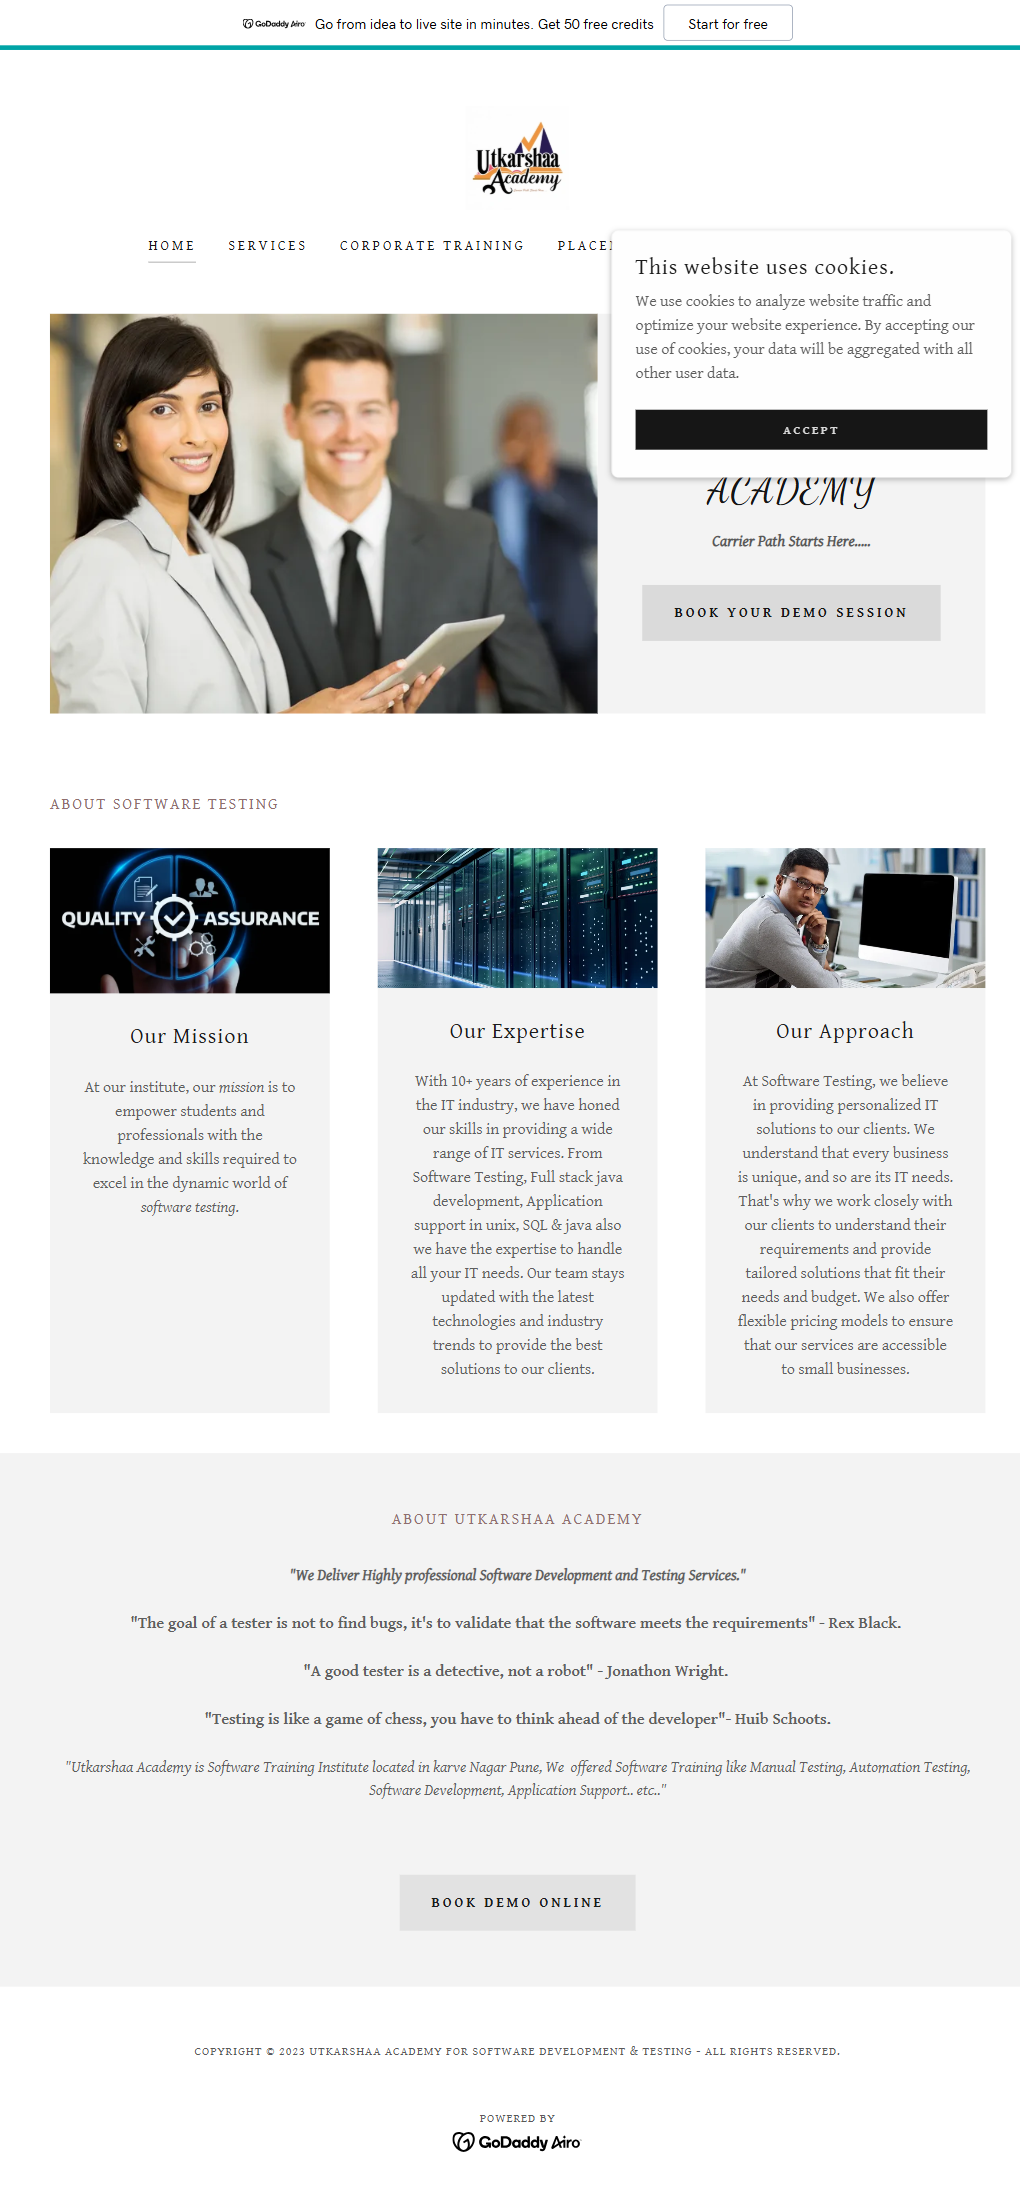 GoDaddy Airo Go from idea to live site in minutes. Get 50 free credits Start for free
Utkarshaa
Academy
HOME SERVICES CORPORATE TRAINING
This website uses cookies.
We use cookies to analyze website traffic and
optimize your website experience. By accepting our
use of cookies, your data will be aggregated with all
other user data.
ACCEPT
ACADEMY
Carrier Path Starts Here.....
BOOK YOUR DEMO SESSION
ABOUT SOFTWARE TESTING
QUALITY ASSURANCE
Our Mission
At our institute, our mission is to
empower students and
professionals with the
knowledge and skills required to
excel in the dynamic world of
software testing.
Our Expertise
With 10+ years of experience in
the IT industry, we have honed
our skills in providing a wide
range of IT services. From
Software Testing, Full stack java
development, Application
support in unix, SQL & java also
we have the expertise to handle
all your IT needs. Our team stays
updated with the latest
technologies and industry
trends to provide the best
solutions to our clients.
Our Approach
At Software Testing, we believe
in providing personalized IT
solutions to our clients. We
understand that every business
is unique, and so are its IT needs.
That's why we work closely with
our clients to understand their
requirements and provide
tailored solutions that fit their
needs and budget. We also offer
flexible pricing models to ensure
that our services are accessible
to small businesses.
ABOUT UTKARSHAA ACADEMY
"We Deliver Highly professional Software Development and Testing Services."
"The goal of a tester is not to find bugs, it's to validate that the software meets the requirements" - Rex Black.
"A good tester is a detective, not a robot" - Jonathon Wright.
"Testing is like a game of chess, you have to think ahead of the developer"- Huib Schoots.
"Utkarshaa Academy is Software Training Institute located in karve Nagar Pune, We offered Software Training like Manual Testing, Automation Testing,
Software Development, Application Support.. etc.."
BOOK DEMO ONLINE
COPYRIGHT © 2023 UTKARSHAA ACADEMY FOR SOFTWARE DEVELOPMENT & TESTING - ALL RIGHTS RESERVED.
POWERED BY
GoDaddy Airo